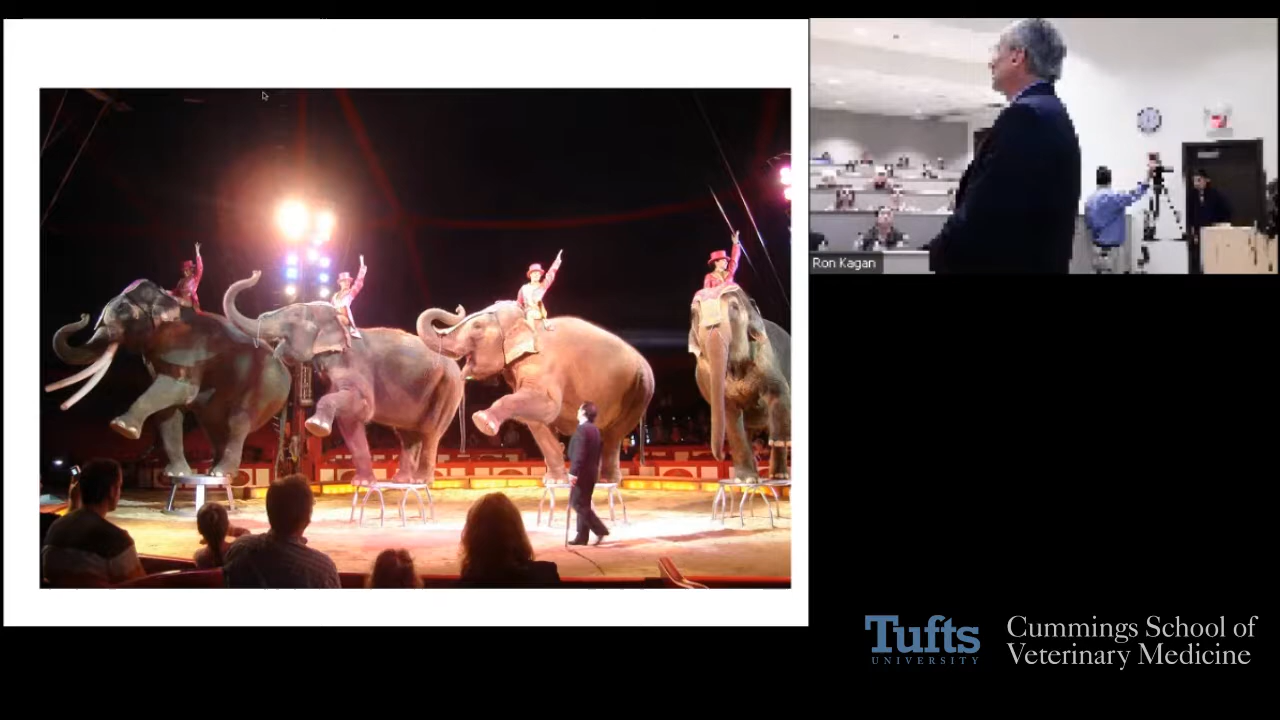 Ron Kagan
Tufts
UNIVERSITY
Cummings School of
Veterinary Medicine